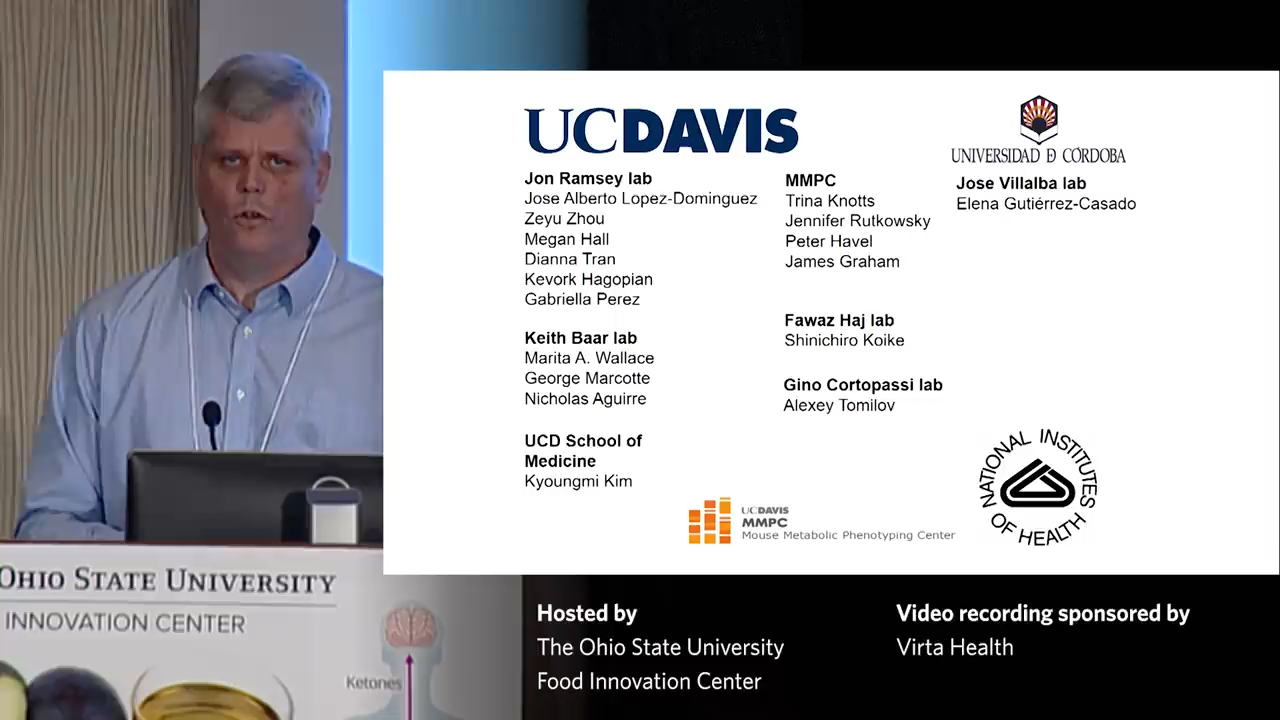 UCDAVIS
Jon Ramsey lab
Jose Alberto Lopez-Dominguez
Zeyu Zhou
Megan Hall
Dianna Tran
Kevork Hagopian
Gabriella Perez
Keith Baar lab
Marita A. Wallace
George Marcotte
Nicholas Aguirre
UCD School of
Medicine
Kyoungmi Kim
MMPC
Trina Knotts
Jennifer Rutkowsky
Peter Havel
James Graham
Fawaz Haj lab
Shinichiro Koike
Gino Cortopassi lab
Alexey Tomilov
UNIVERSIDAD Ð CÓRDOBA
Jose Villalba lab
Elena Gutiérrez-Casado
UCDAVIS
MMPC
Mouse Metabolic Phenotyping Center
NATIONAL INSTITUTES
OF HEALTH
OHIO STATE UNIVERSITY
INNOVATION CENTER
Ketones
Hosted by
The Ohio State University
Food Innovation Center
Video recording sponsored by
Virta Health